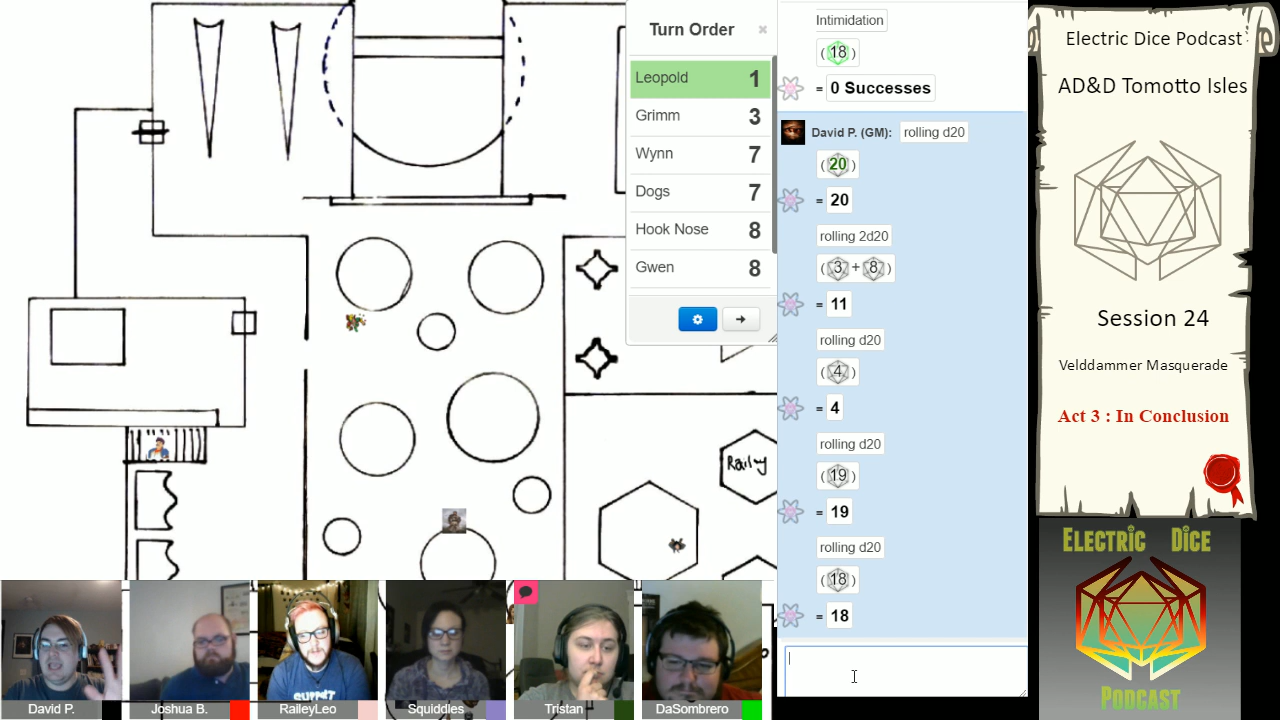 Turn Order
×
Leopold 1
Grimm 3
Wynn 7
Dogs 7
Hook Nose 8
Gwen 8
Railey
Intimidation
( 18 )
= 0 Successes
David P. (GM): rolling d20
( 20 )
= 20
rolling 2d20
( 3 + 8 )
= 11
rolling d20
( 4 )
= 4
rolling d20
( 19 )
= 19
rolling d20
( 18 )
= 18
Electric Dice Podcast
AD&D Tomotto Isles
Session 24
Velddammer Masquerade
Act 3 : In Conclusion
ELECTRIC DICE
PODCAST
David P.
Joshua B.
RaileyLeo
Squiddles
Tristan
DaSombrero